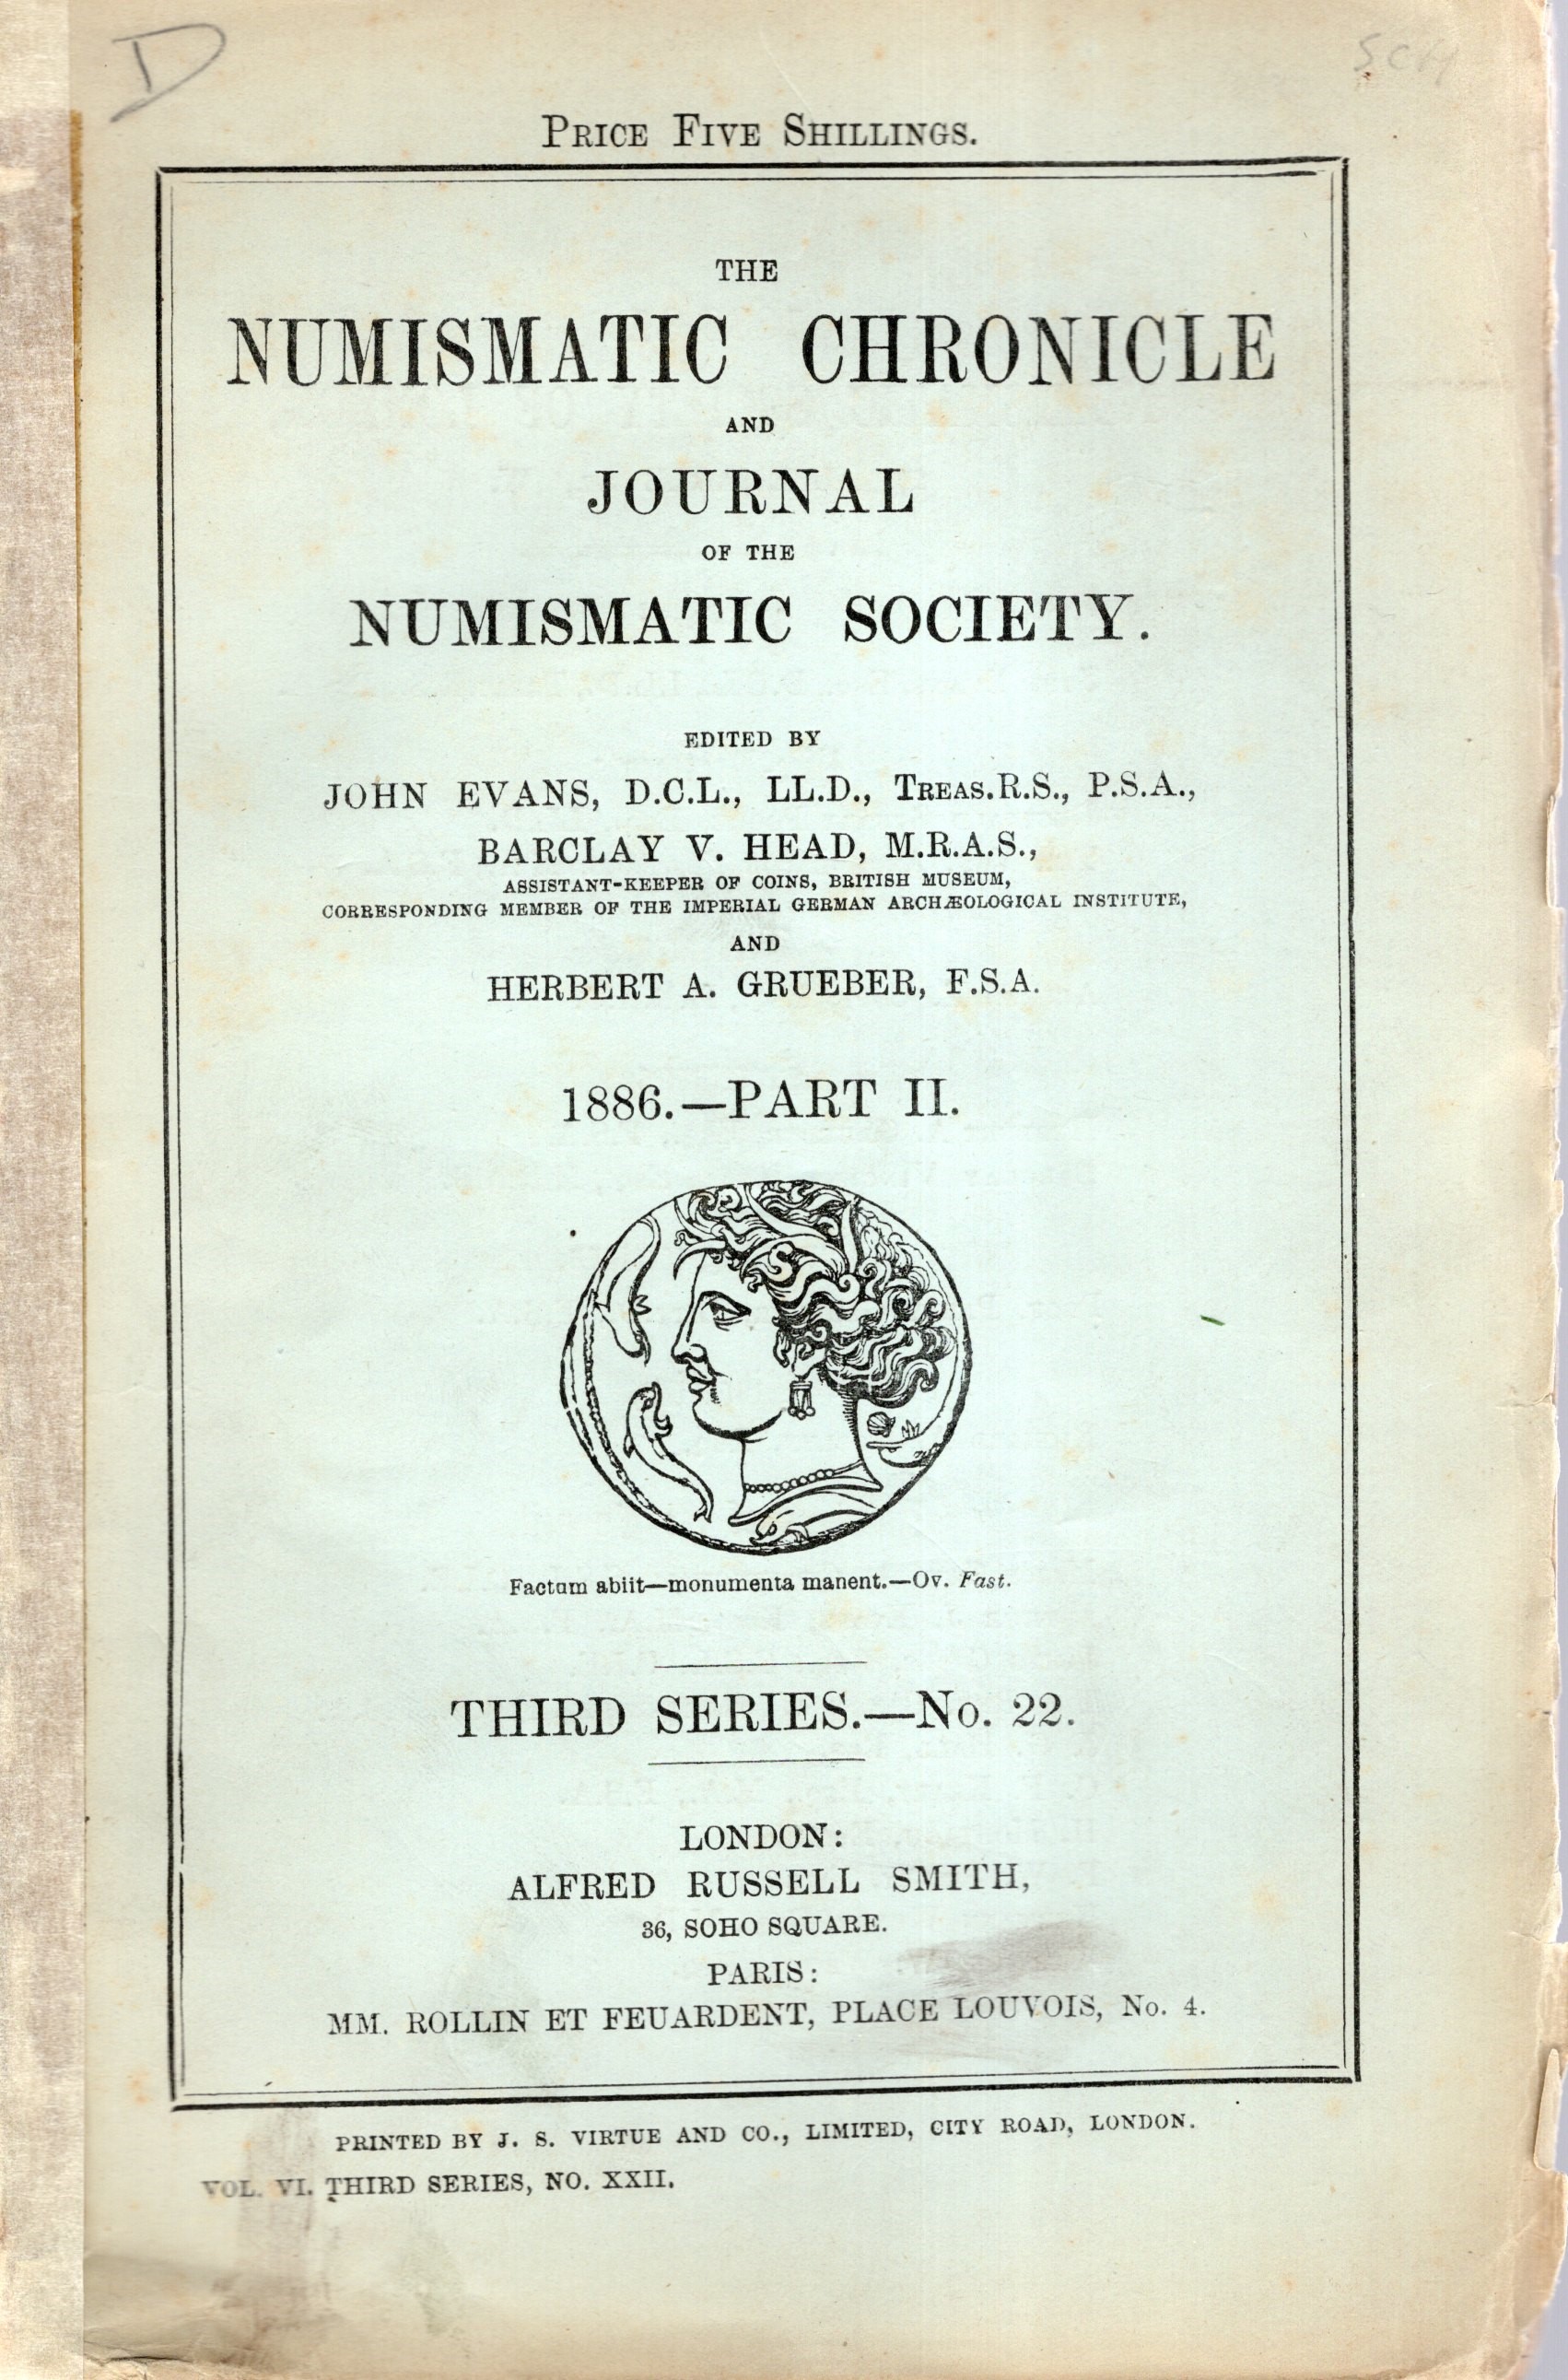 D
PRICE FIVE SHILLINGS.
THE
NUMISMATIC CHRONICLE
AND
JOURNAL
OF THE
NUMISMATIC SOCIETY.
EDITED BY
JOHN EVANS, D.C.L., LL.D., TREAS.R.S., P.S.A.,
BARCLAY V. HEAD, M.R.A.S.,
ASSISTANT-KEEPER OF COINS, BRITISH MUSEUM,
CORRESPONDING MEMBER OF THE IMPERIAL GERMAN ARCHÆOLOGICAL INSTITUTE,
AND
HERBERT A. GRUEBER, F.S.A.
1886.—PART II.
Factum abiit—monumenta manent.—Ov. Fast.
THIRD SERIES.—No. 22.
LONDON:
ALFRED RUSSELL SMITH,
36, SOHO SQUARE.
PARIS:
MM. ROLLIN ET FEUARDENT, PLACE LOUVOIS, No. 4.
PRINTED BY J. S. VIRTUE AND CO., LIMITED, CITY ROAD, LONDON.
VOL. VI. THIRD SERIES, NO. XXII.